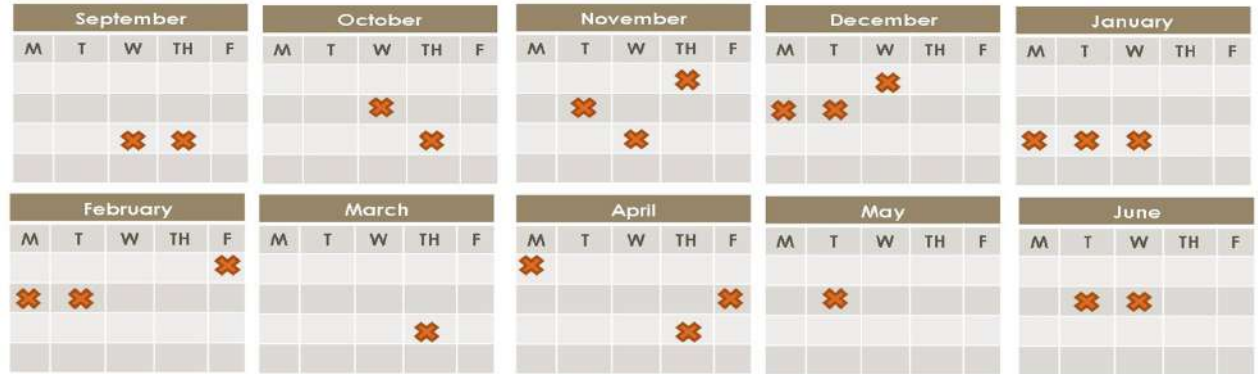 September October November December January
M T W TH F M T W TH F M T W TH F M T W TH F M T W TH F
February March April May June
M T W TH F M T W TH F M T W TH F M T W TH F M T W TH F